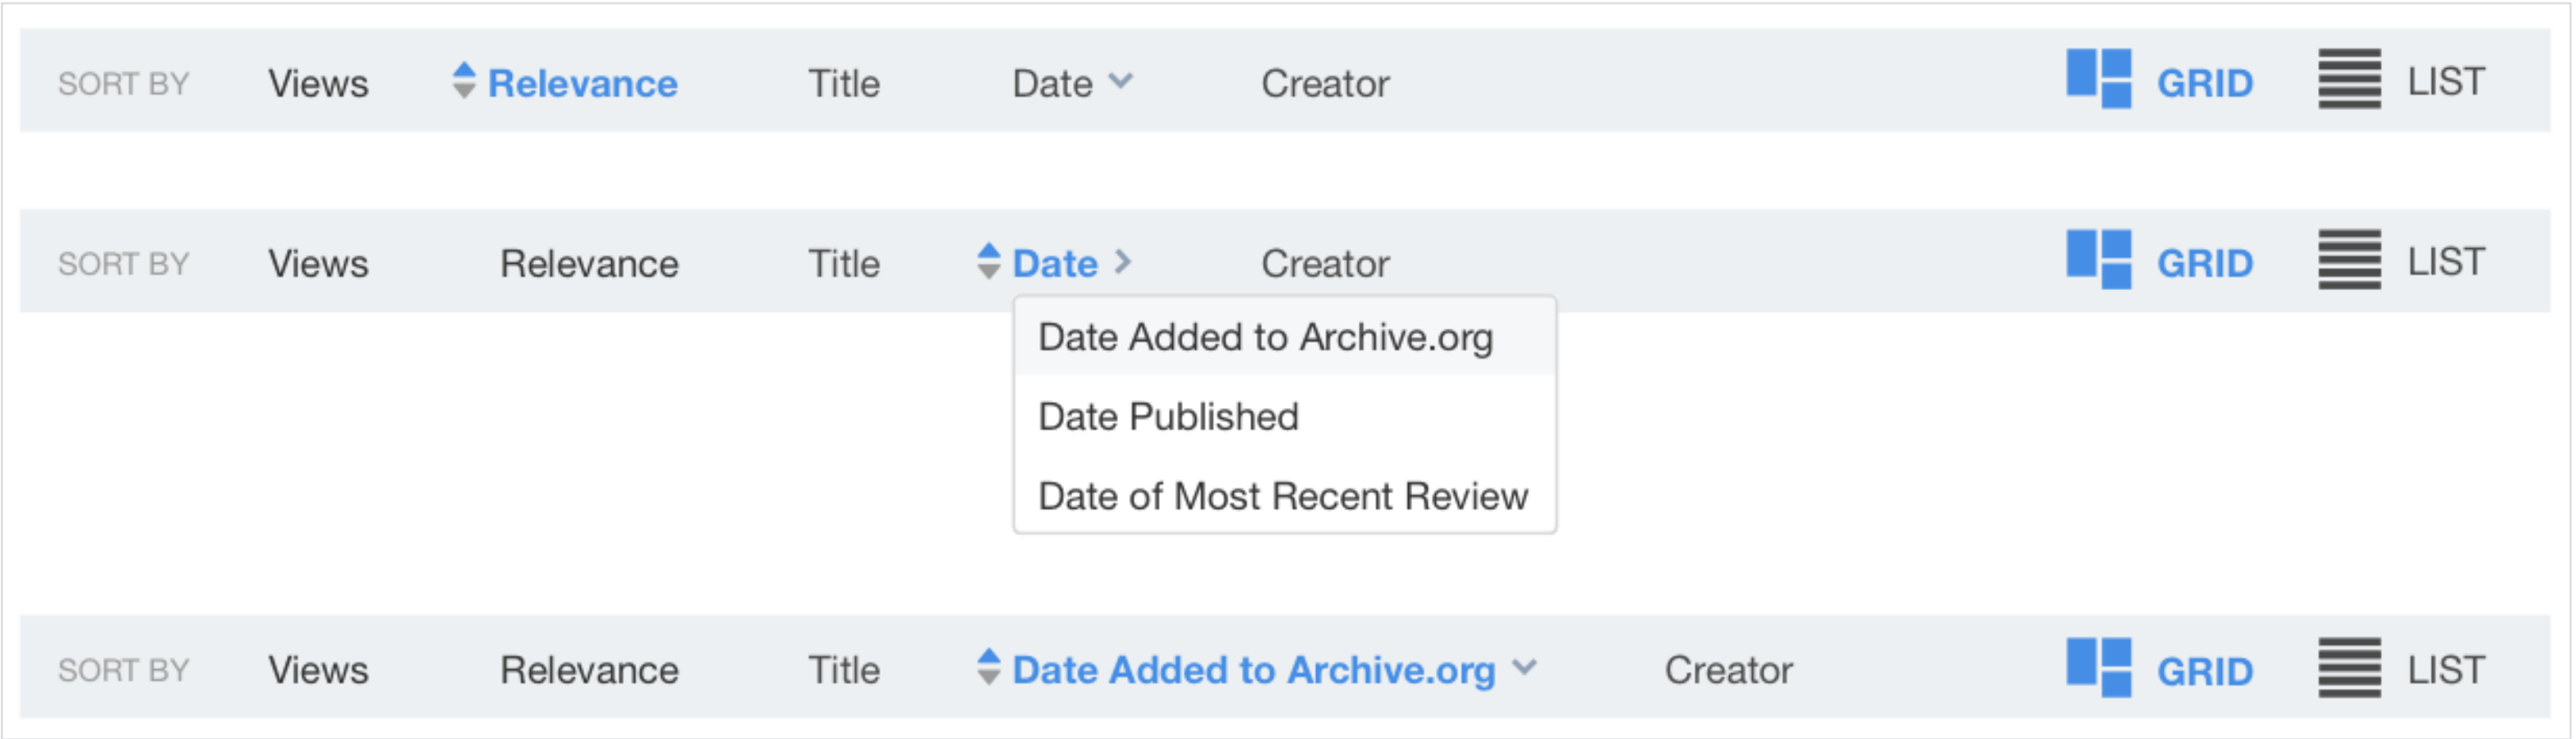 SORT BY Views Relevance Title Date Creator GRID LIST
SORT BY Views Relevance Title Date Creator GRID LIST
Date Added to Archive.org
Date Published
Date of Most Recent Review
SORT BY Views Relevance Title Date Added to Archive.org Creator GRID LIST